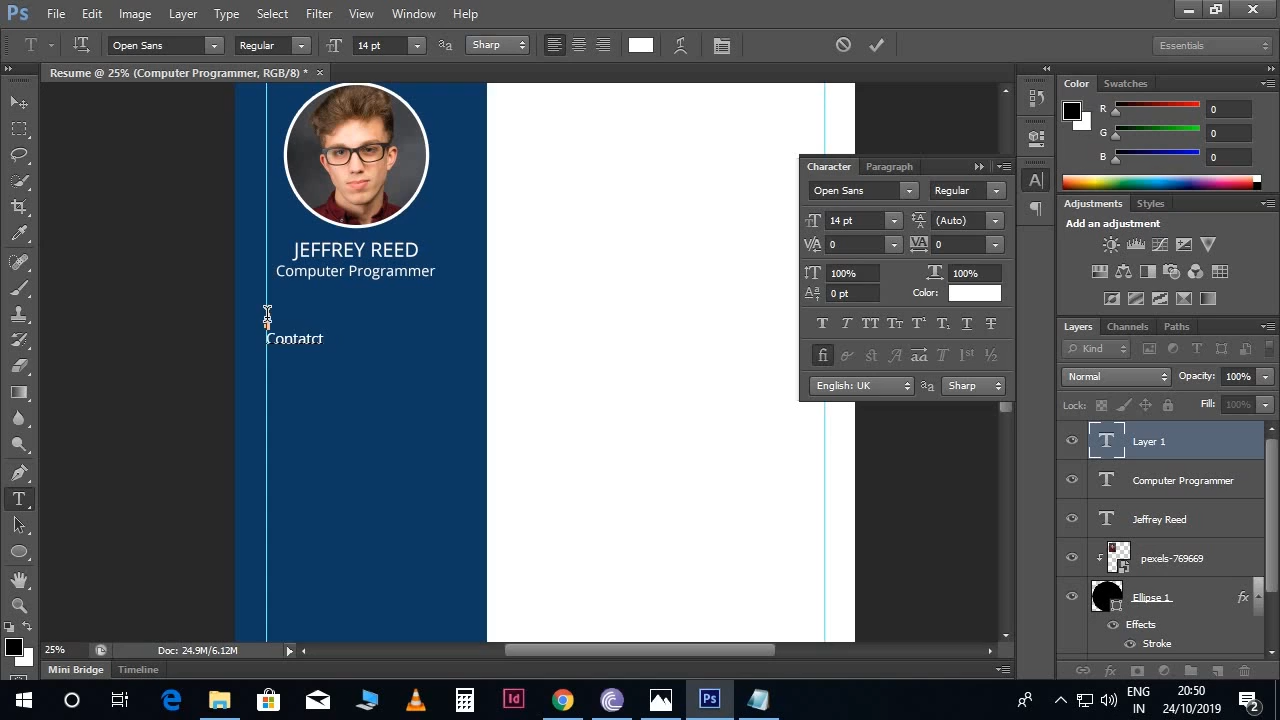 Ps File Edit Image Layer Type Select Filter View Window Help
T Open Sans Regular 14 pt Sharp Essentials
Resume @ 25% (Computer Programmer, RGB/8) *
JEFFREY REED
Computer Programmer
Contatct
Character Paragraph
Open Sans Regular
14 pt (Auto)
0 0
100% 100%
0 pt Color:
English: UK Sharp
Color Swatches
R 0
G 0
B 0
Adjustments Styles
Add an adjustment
Layers Channels Paths
Kind
Normal Opacity: 100%
Lock: Fill: 100%
Layer 1
Computer Programmer
Jeffrey Reed
pexels-769669
Ellipse 1 fx
Effects
Stroke
25% Doc: 24.9M/6.12M
Mini Bridge Timeline
Id Ps ENG 20:50
IN 24/10/2019 2